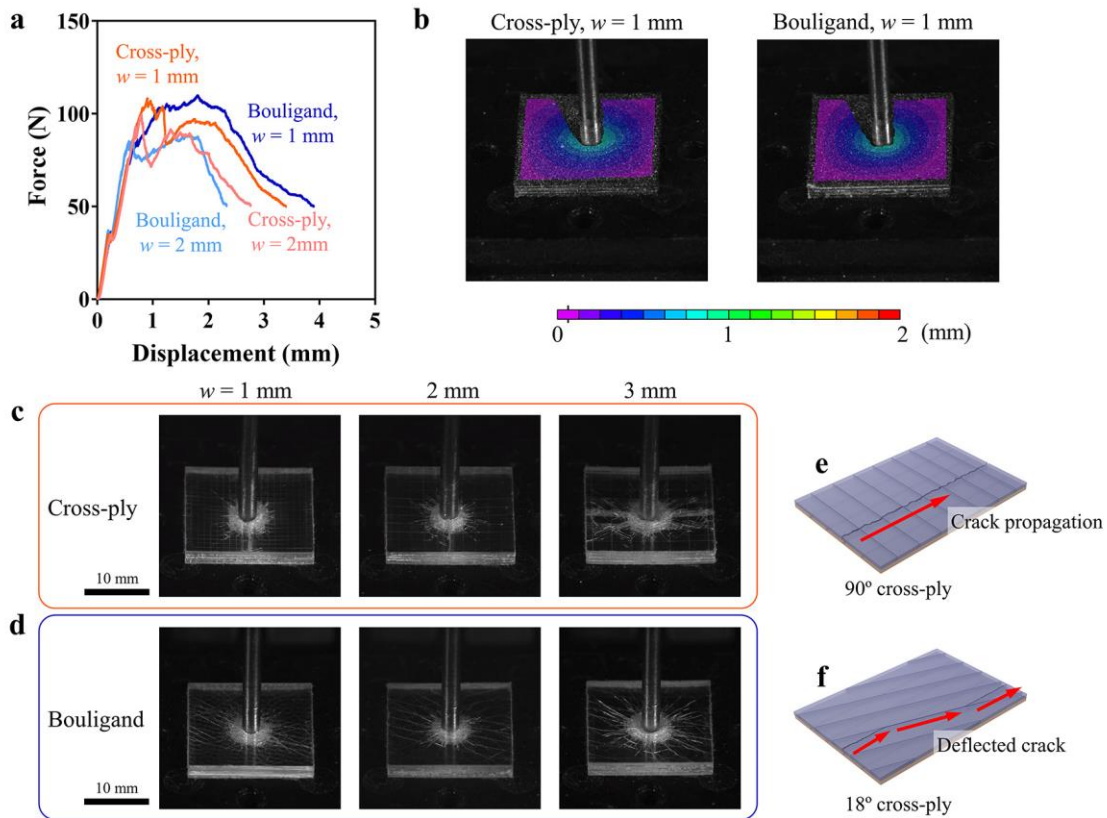 a
150
100
50
0
Force (N)
0 1 2 3 4 5
Displacement (mm)
Cross-ply,
w = 1 mm
Bouligand,
w = 1 mm
Bouligand,
w = 2 mm
Cross-ply,
w = 2mm
b
Cross-ply, w = 1 mm
Bouligand, w = 1 mm
0 1 2 (mm)
w = 1 mm 2 mm 3 mm
c
Cross-ply
10 mm
d
Bouligand
10 mm
e
Crack propagation
90º cross-ply
f
Deflected crack
18º cross-ply